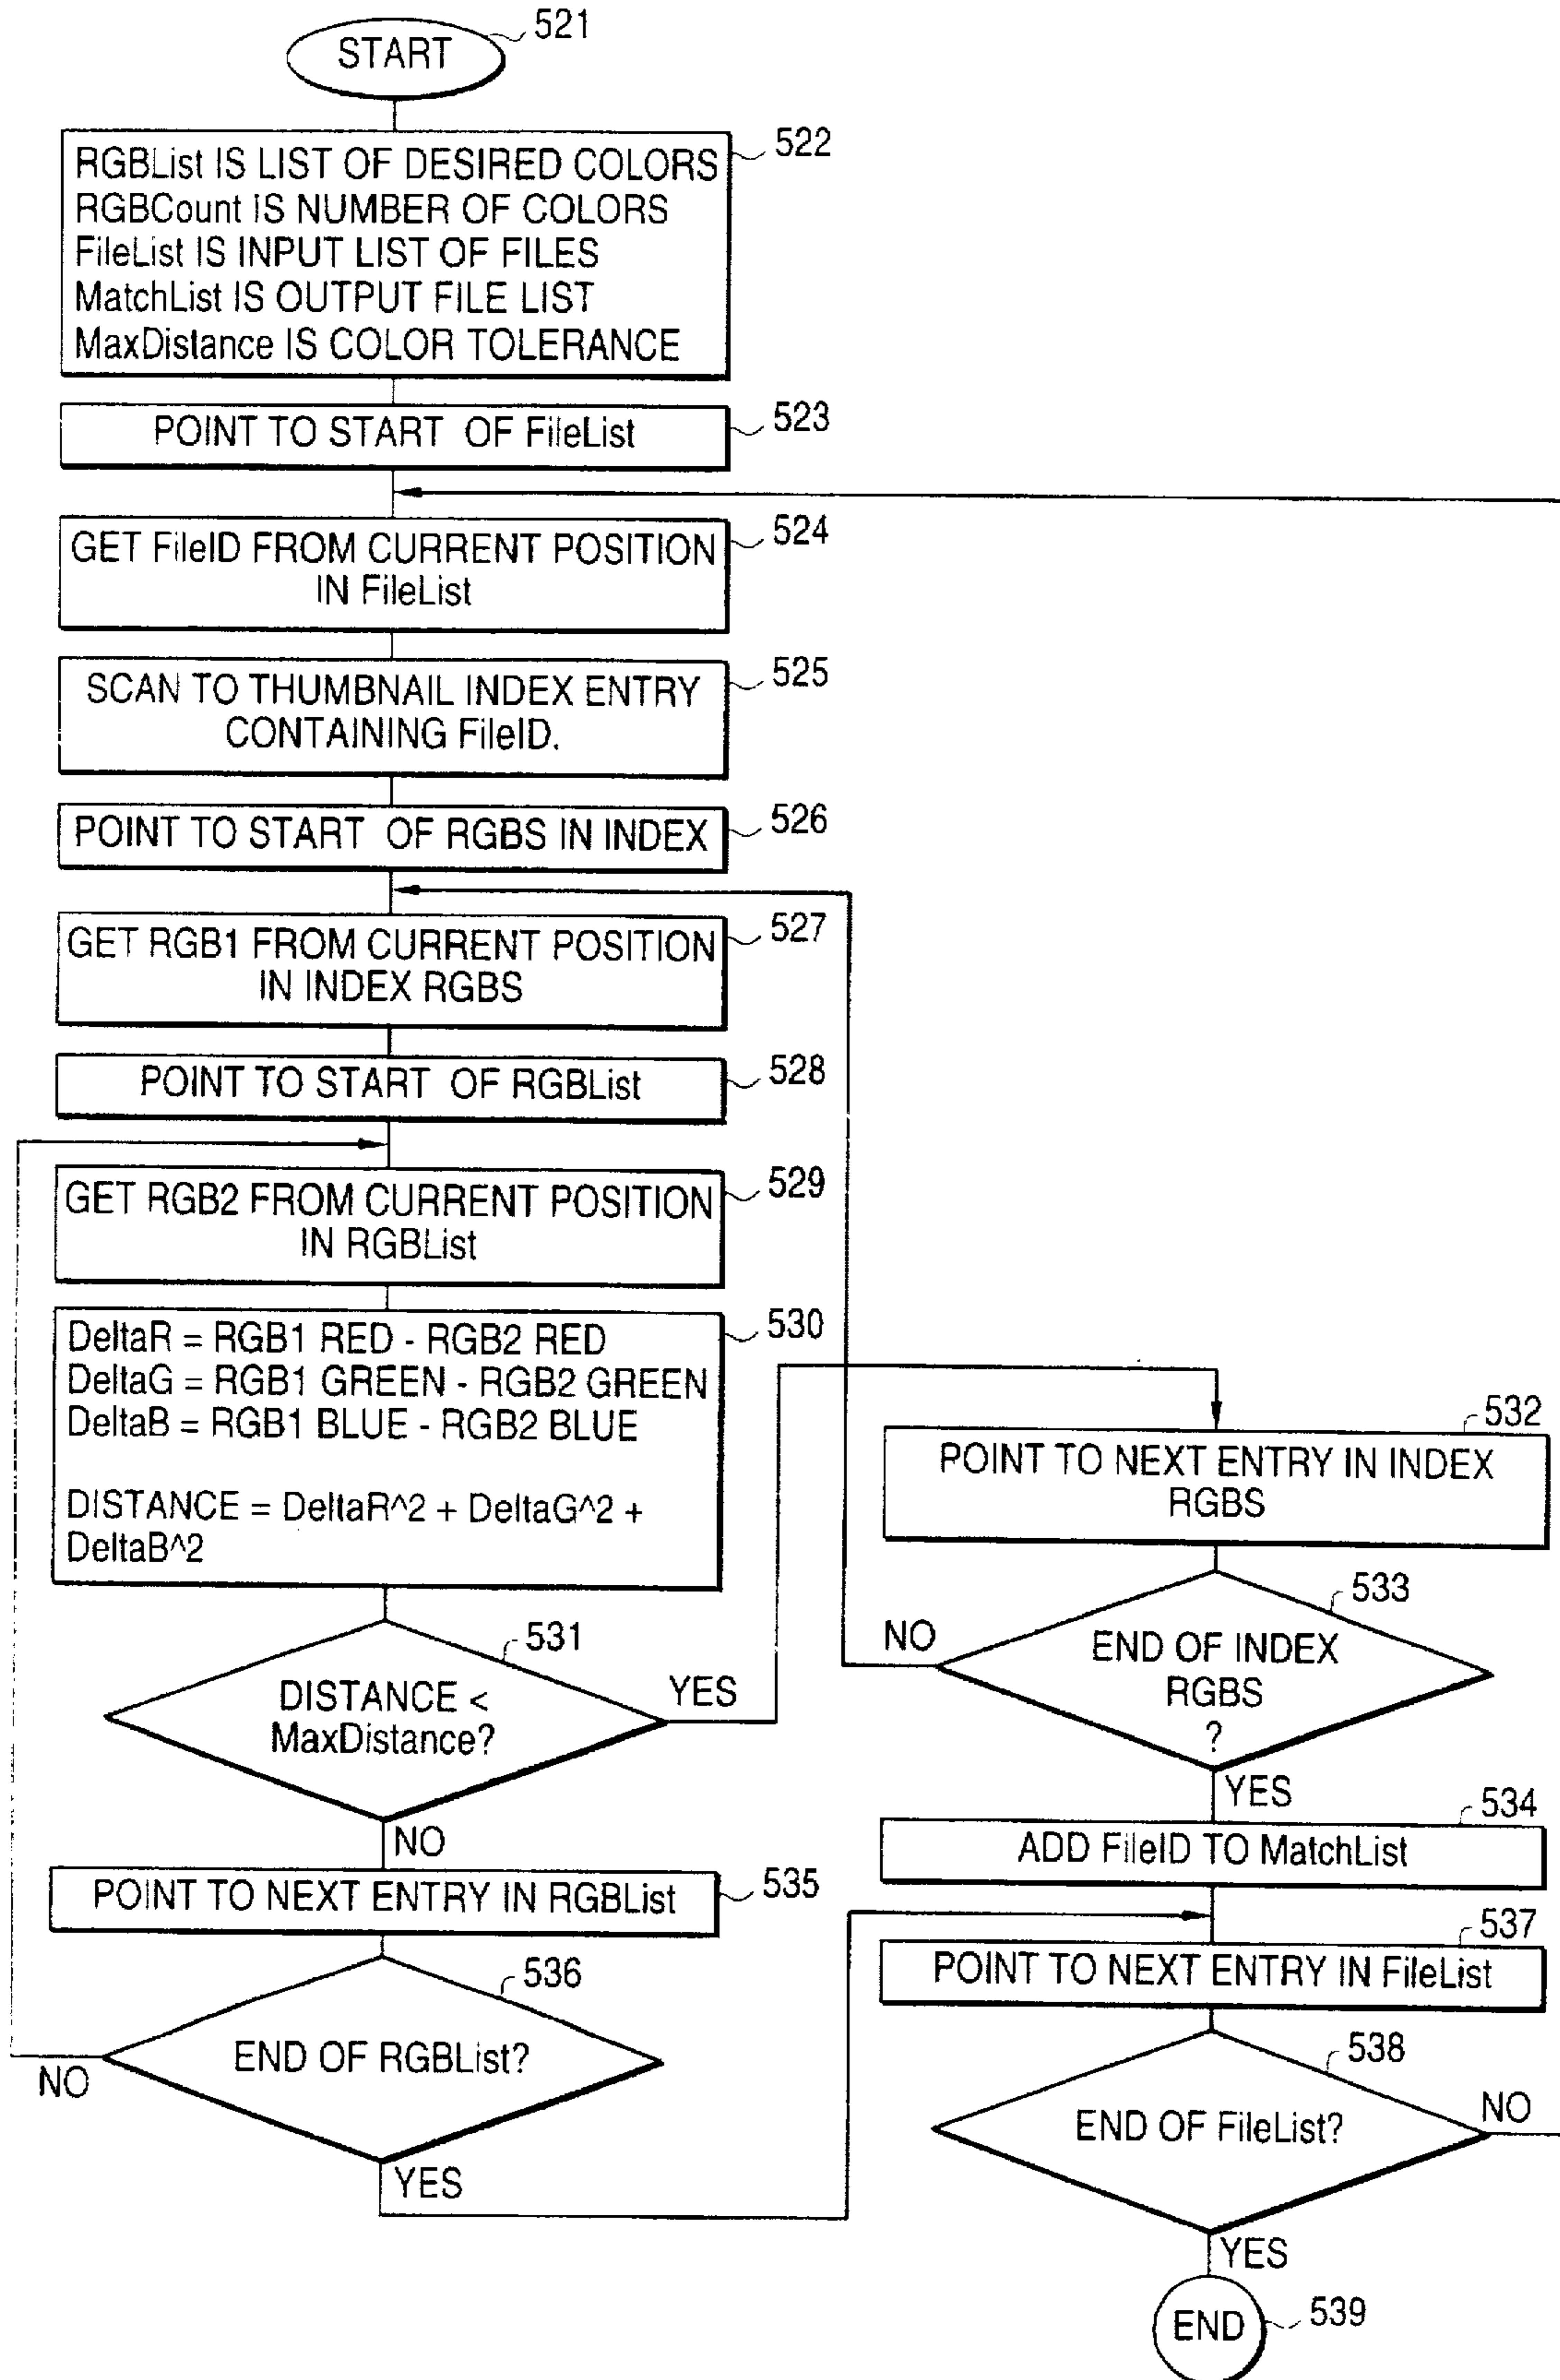 START
521
RGBList IS LIST OF DESIRED COLORS
RGBCount IS NUMBER OF COLORS
FileList IS INPUT LIST OF FILES
MatchList IS OUTPUT FILE LIST
MaxDistance IS COLOR TOLERANCE
522
POINT TO START OF FileList
523
GET FileID FROM CURRENT POSITION
IN FileList
524
SCAN TO THUMBNAIL INDEX ENTRY
CONTAINING FileID.
525
POINT TO START OF RGBS IN INDEX
526
GET RGB1 FROM CURRENT POSITION
IN INDEX RGBS
527
POINT TO START OF RGBList
528
GET RGB2 FROM CURRENT POSITION
IN RGBList
529
DeltaR = RGB1 RED - RGB2 RED
DeltaG = RGB1 GREEN - RGB2 GREEN
DeltaB = RGB1 BLUE - RGB2 BLUE
DISTANCE = DeltaR^2 + DeltaG^2 +
DeltaB^2
530
DISTANCE <
MaxDistance?
531
YES
NO
POINT TO NEXT ENTRY IN INDEX
RGBS
532
END OF INDEX
RGBS
?
533
NO
YES
ADD FileID TO MatchList
534
POINT TO NEXT ENTRY IN RGBList
535
END OF RGBList?
536
NO
YES
POINT TO NEXT ENTRY IN FileList
537
END OF FileList?
538
NO
YES
END
539